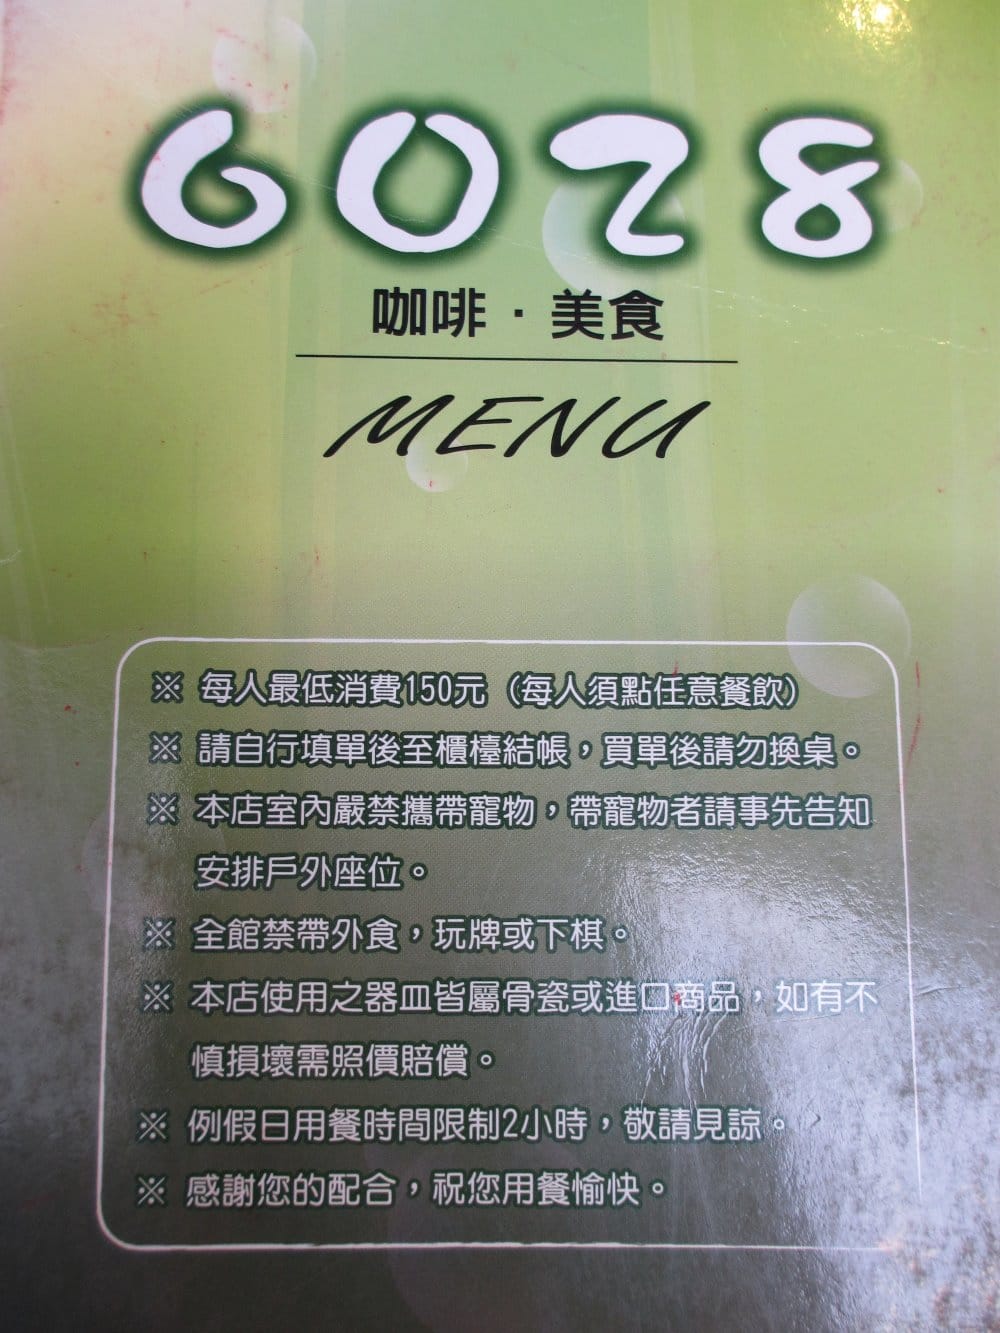 6028
咖啡·美食
MENU
※ 每人最低消費150元（每人須點任意餐飲）
※ 請自行填單後至櫃檯結帳，買單後請勿換桌。
※ 本店室內嚴禁攜帶寵物，帶寵物者請事先告知
安排戶外座位。
※ 全館禁帶外食，玩牌或下棋。
※ 本店使用之器皿皆屬骨瓷或進口商品，如有不
慎損壞需照價賠償。
※ 例假日用餐時間限制2小時，敬請見諒。
※ 感謝您的配合，祝您用餐愉快。